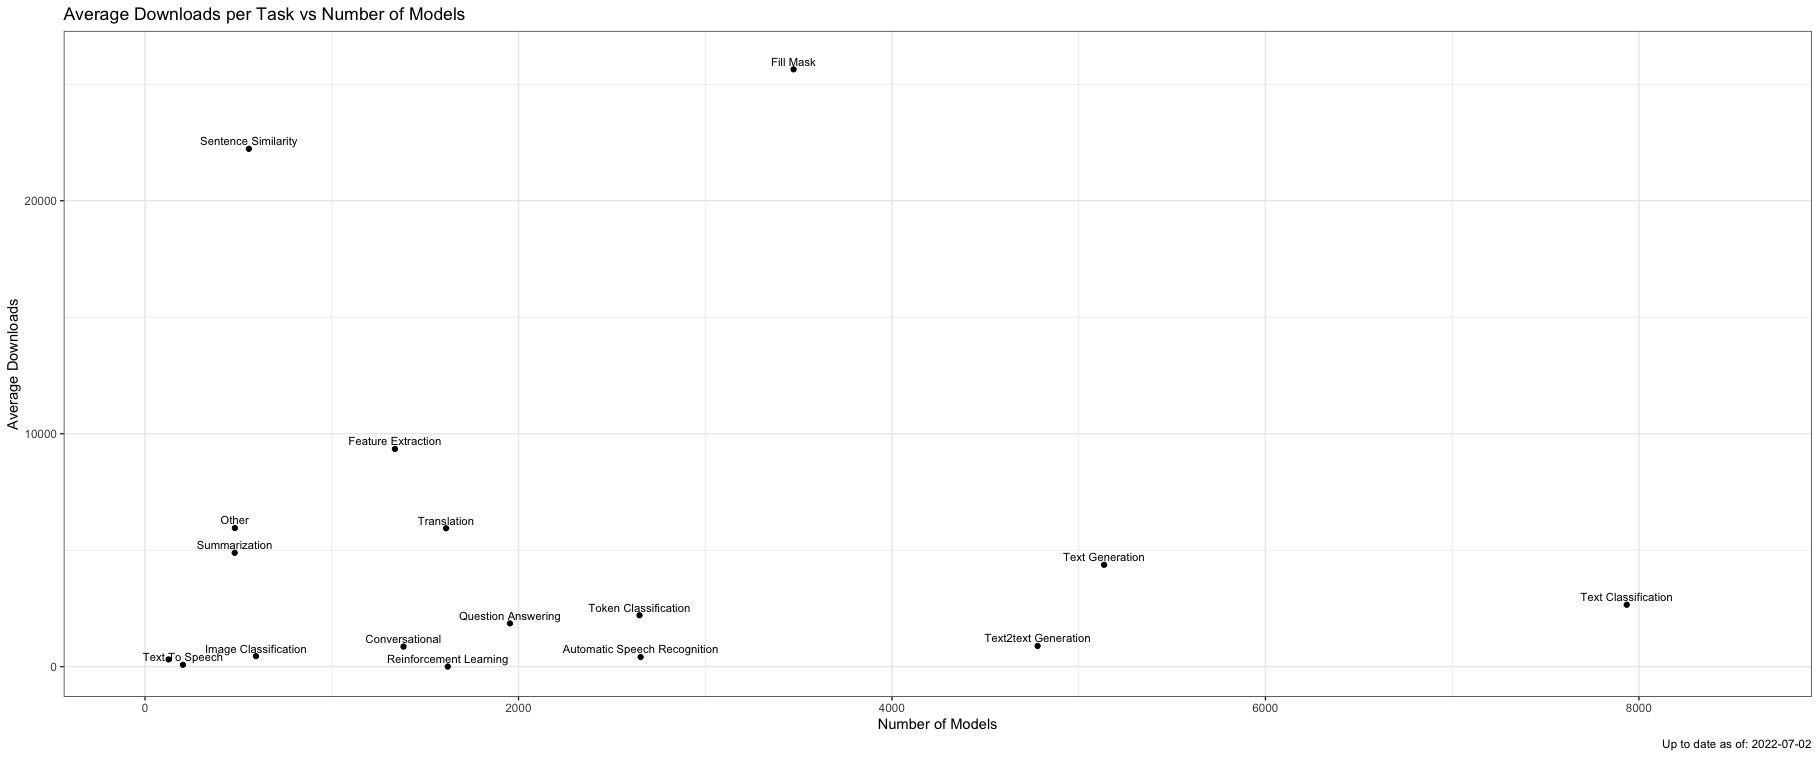 Average Downloads per Task vs Number of Models
Fill Mask
Sentence Similarity
20000
Average Downloads
10000
Feature Extraction
Other
Translation
Summarization
Text Generation
Text Classification
Token Classification
Question Answering
Text2text Generation
Conversational
Image Classification
Automatic Speech Recognition
Text To Speech
Reinforcement Learning
0
0
2000
4000
6000
8000
Number of Models
Up to date as of: 2022-07-02